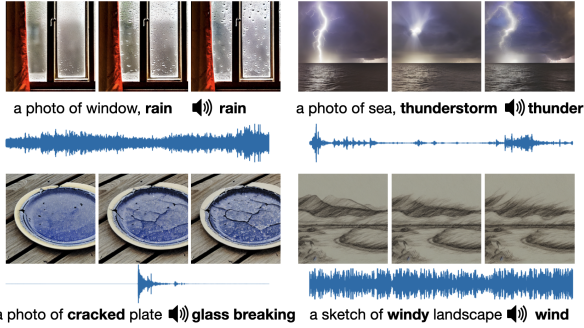 a photo of window, rain rain
a photo of sea, thunderstorm thunder
a photo of cracked plate glass breaking
a sketch of windy landscape wind